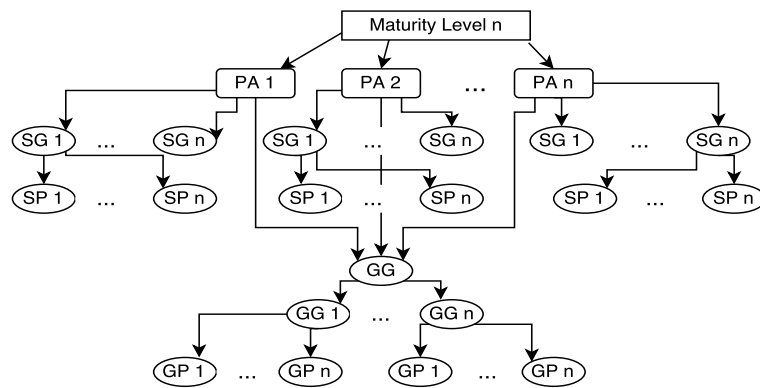 Maturity Level n
PA 1 PA 2 ... PA n
SG 1 ... SG n SG 1 ... SG n SG 1 ... SG n
SP 1 ... SP n SP 1 ... SP n SP 1 ... SP n
GG
GG 1 ... GG n
GP 1 ... GP n GP 1 ... GP n